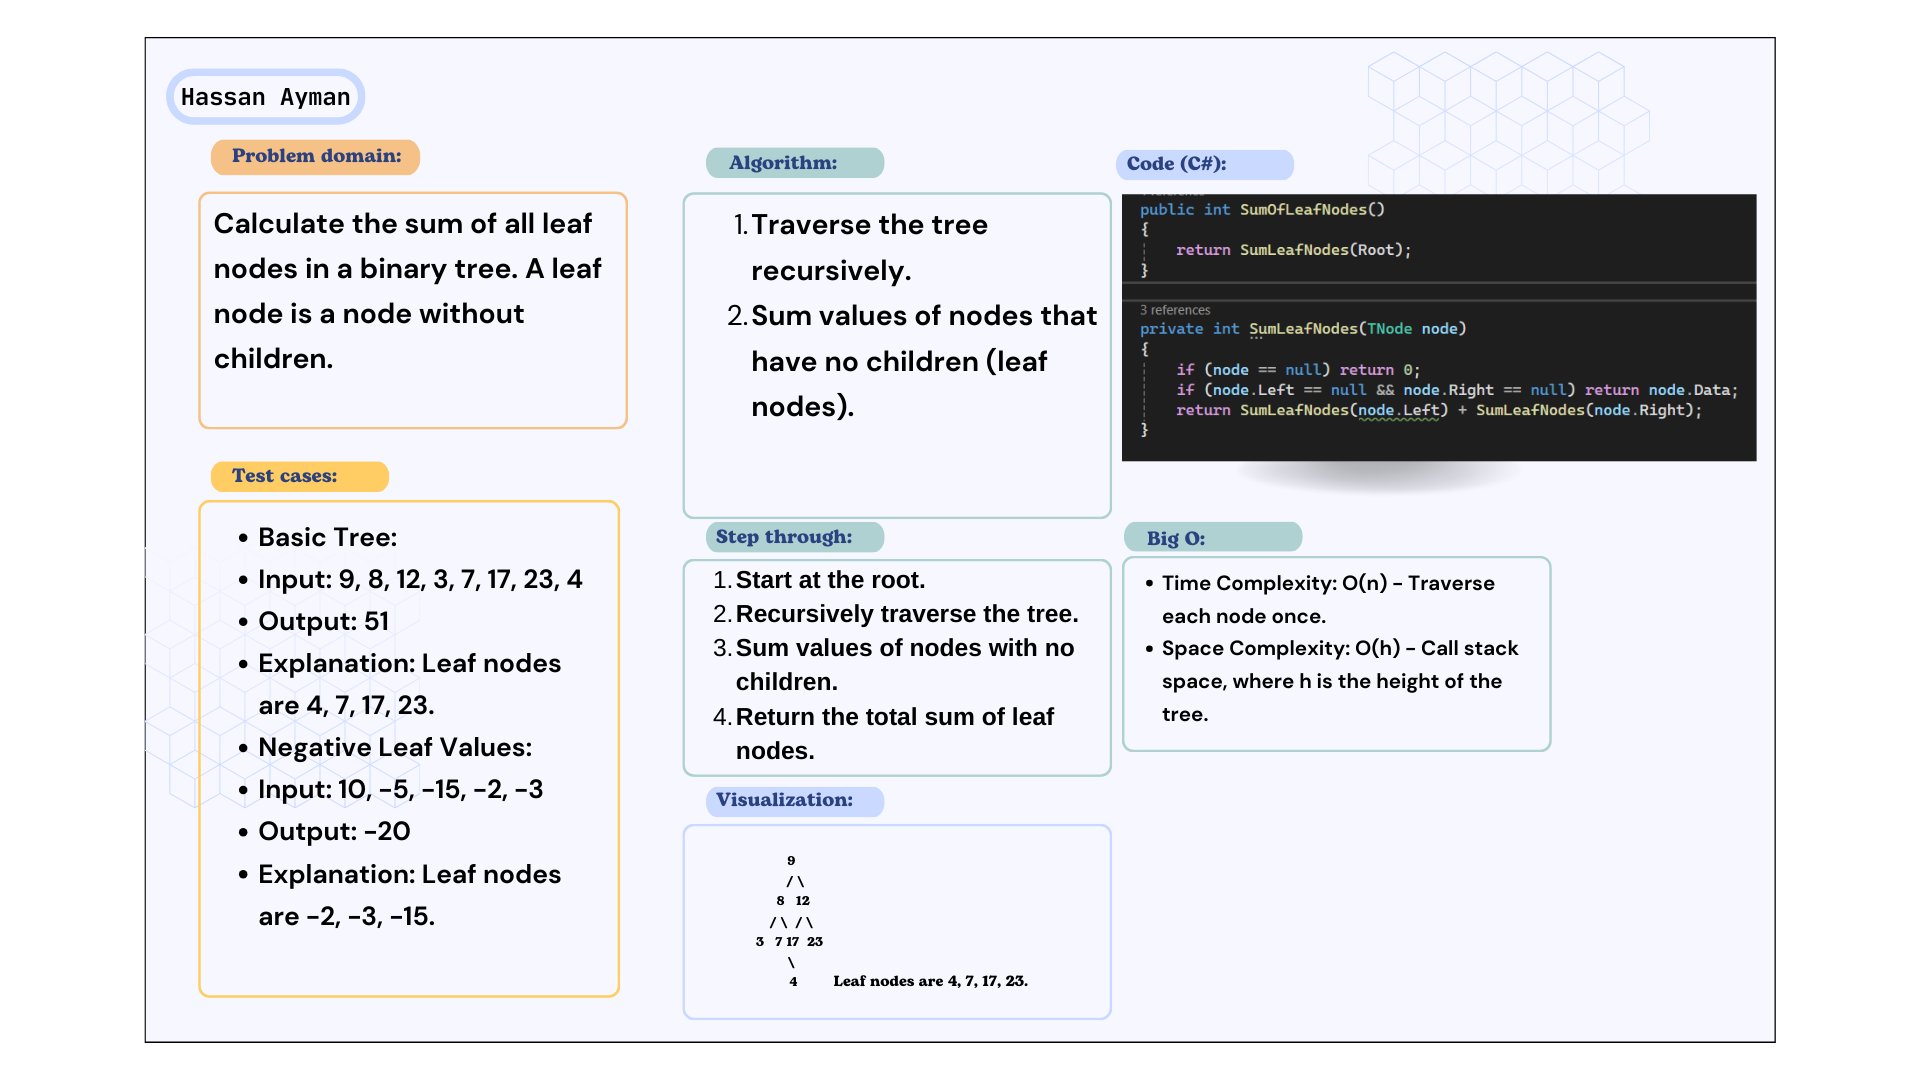 Hassan Ayman
Problem domain:
Calculate the sum of all leaf
nodes in a binary tree. A leaf
node is a node without
children.
Test cases:
• Basic Tree:
• Input: 9, 8, 12, 3, 7, 17, 23, 4
• Output: 51
• Explanation: Leaf nodes
are 4, 7, 17, 23.
• Negative Leaf Values:
• Input: 10, -5, -15, -2, -3
• Output: -20
• Explanation: Leaf nodes
are -2, -3, -15.
Algorithm:
1. Traverse the tree
recursively.
2. Sum values of nodes that
have no children (leaf
nodes).
Step through:
1. Start at the root.
2. Recursively traverse the tree.
3. Sum values of nodes with no
children.
4. Return the total sum of leaf
nodes.
Visualization:
9
/ \
8 12
/ \ / \
3 7 17 23
\
4 Leaf nodes are 4, 7, 17, 23.
Code (C#):
public int SumOfLeafNodes()
{
return SumLeafNodes(Root);
}
3 references
private int SumLeafNodes(TNode node)
{
if (node == null) return 0;
if (node.Left == null && node.Right == null) return node.Data;
return SumLeafNodes(node.Left) + SumLeafNodes(node.Right);
}
Big O:
• Time Complexity: O(n) - Traverse
each node once.
• Space Complexity: O(h) - Call stack
space, where h is the height of the
tree.